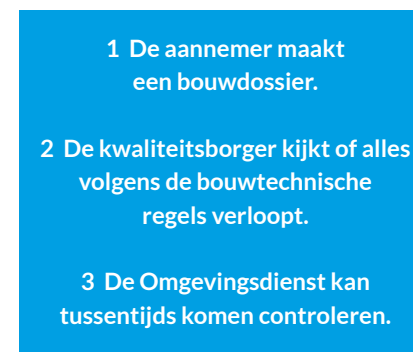 1 De aannemer maakt
een bouwdossier.
2 De kwaliteitsborger kijkt of alles
volgens de bouwtechnische
regels verloopt.
3 De Omgevingsdienst kan
tussentijds komen controleren.